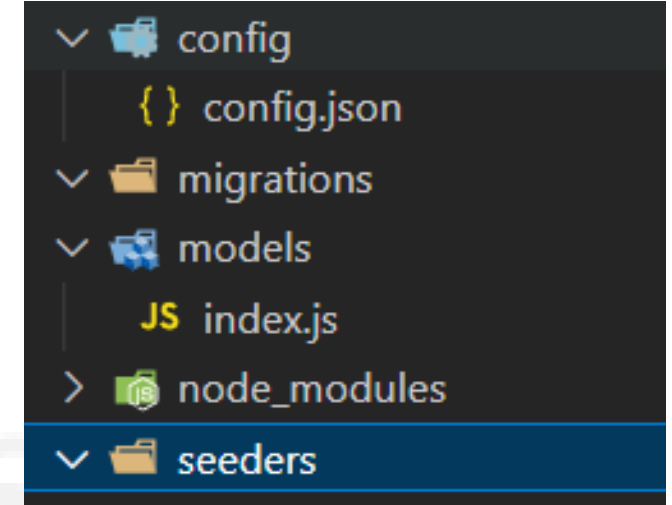 config
{ } config.json
migrations
models
JS index.js
node_modules
seeders